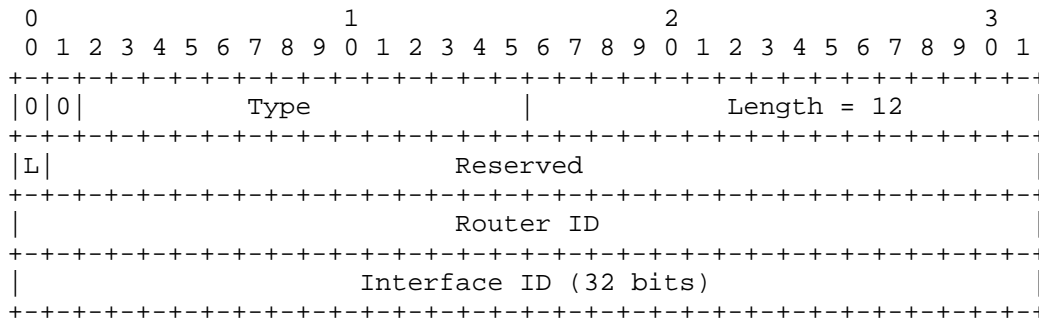 0                   1                   2                   3
 0 1 2 3 4 5 6 7 8 9 0 1 2 3 4 5 6 7 8 9 0 1 2 3 4 5 6 7 8 9 0 1
+-+-+-+-+-+-+-+-+-+-+-+-+-+-+-+-+-+-+-+-+-+-+-+-+-+-+-+-+-+-+-+-+
|0|0|          Type               |            Length = 12        |
+-+-+-+-+-+-+-+-+-+-+-+-+-+-+-+-+-+-+-+-+-+-+-+-+-+-+-+-+-+-+-+-+
|L|                         Reserved                            |
+-+-+-+-+-+-+-+-+-+-+-+-+-+-+-+-+-+-+-+-+-+-+-+-+-+-+-+-+-+-+-+-+
|                           Router ID                           |
+-+-+-+-+-+-+-+-+-+-+-+-+-+-+-+-+-+-+-+-+-+-+-+-+-+-+-+-+-+-+-+-+
|                     Interface ID (32 bits)                    |
+-+-+-+-+-+-+-+-+-+-+-+-+-+-+-+-+-+-+-+-+-+-+-+-+-+-+-+-+-+-+-+-+